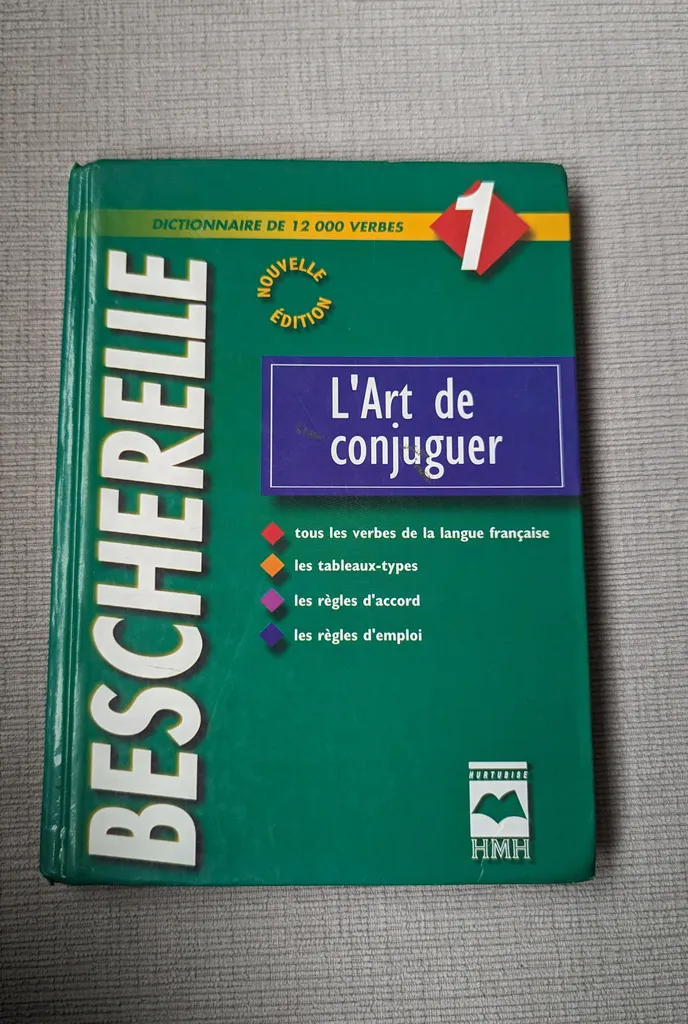 DICTIONNAIRE DE 12 000 VERBES
1
BESCHERELLE
NOUVELLE
ÉDITION
L'Art de
conjuguer
tous les verbes de la langue française
les tableaux-types
les règles d'accord
les règles d'emploi
HURTUBISE
HMH